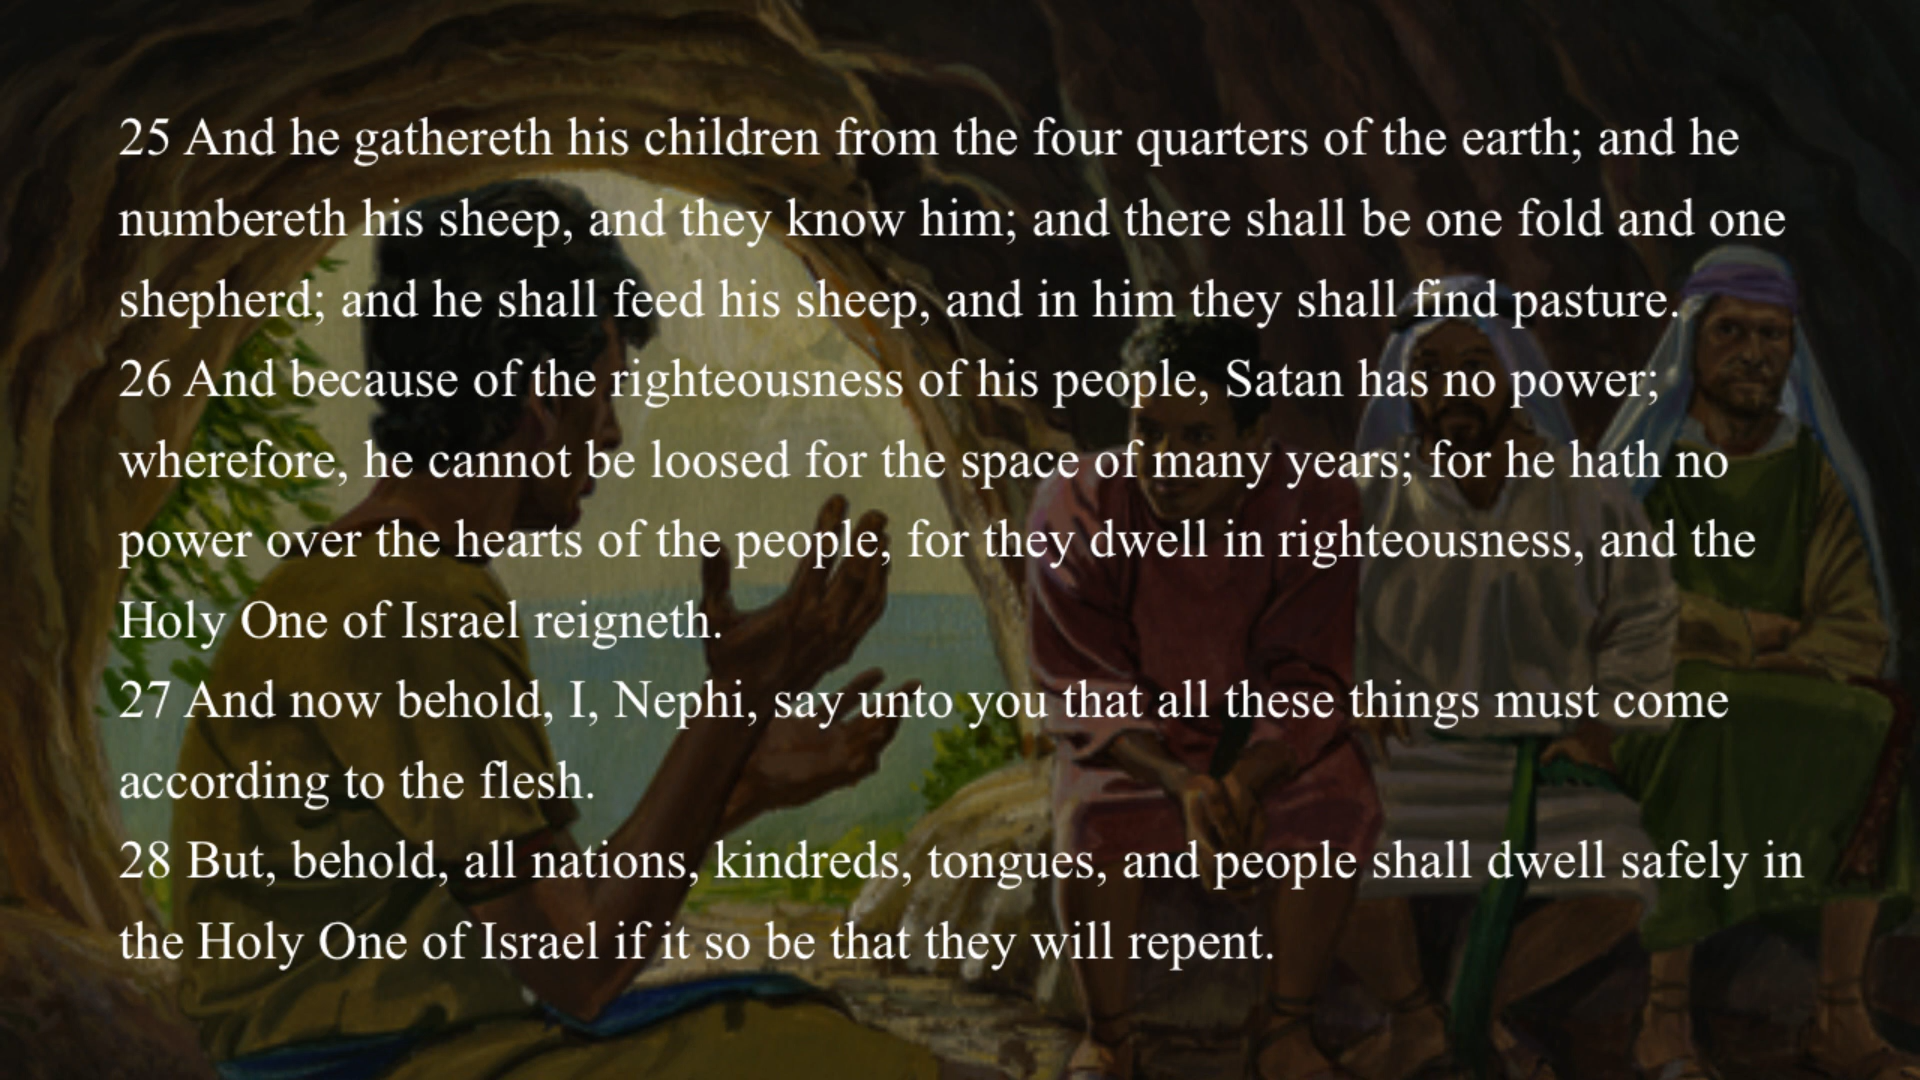 25 And he gathereth his children from the four quarters of the earth; and he
numbereth his sheep, and they know him; and there shall be one fold and one
shepherd; and he shall feed his sheep, and in him they shall find pasture.
26 And because of the righteousness of his people, Satan has no power;
wherefore, he cannot be loosed for the space of many years; for he hath no
power over the hearts of the people, for they dwell in righteousness, and the
Holy One of Israel reigneth.
27 And now behold, I, Nephi, say unto you that all these things must come
according to the flesh.
28 But, behold, all nations, kindreds, tongues, and people shall dwell safely in
the Holy One of Israel if it so be that they will repent.